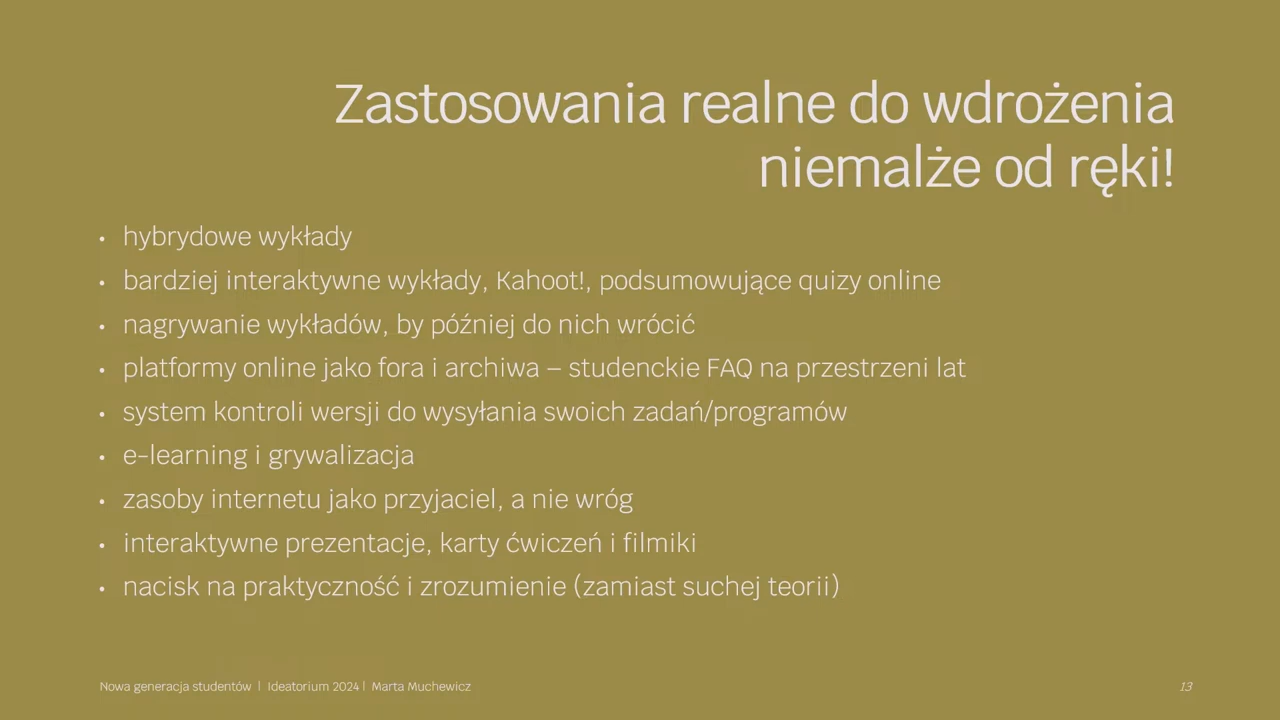 Zastosowania realne do wdrożenia
niemalże od ręki!
• hybrydowe wykłady
• bardziej interaktywne wykłady, Kahoot!, podsumowujące quizy online
• nagrywanie wykładów, by później do nich wrócić
• platformy online jako fora i archiwa – studenckie FAQ na przestrzeni lat
• system kontroli wersji do wysyłania swoich zadań/programów
• e-learning i grywalizacja
• zasoby internetu jako przyjaciel, a nie wróg
• interaktywne prezentacje, karty ćwiczeń i filmiki
• nacisk na praktyczność i zrozumienie (zamiast suchej teorii)
Nowa generacja studentów | Ideatorium 2024 | Marta Muchewicz
13